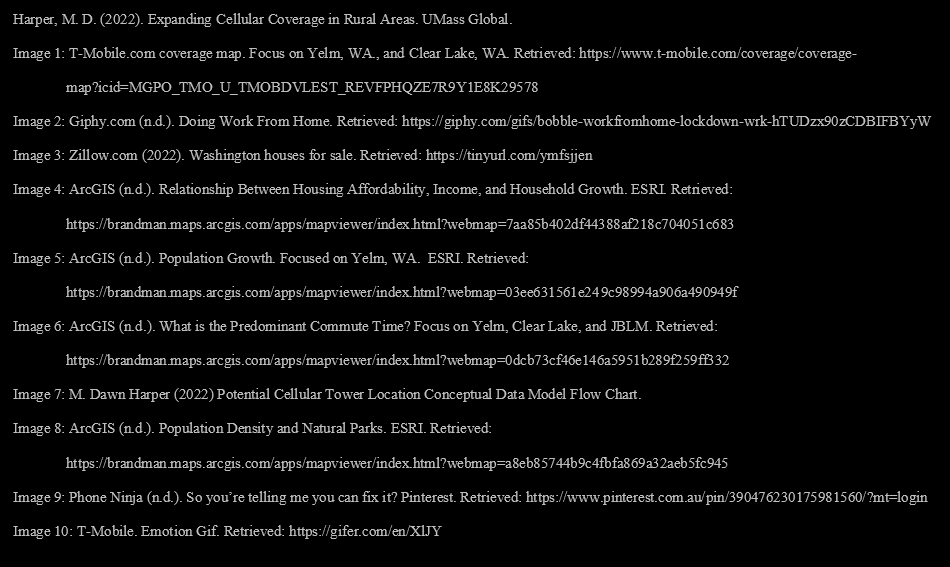 Harper, M. D. (2022). Expanding Cellular Coverage in Rural Areas. UMass Global.
Image 1: T-Mobile.com coverage map. Focus on Yelm, WA., and Clear Lake, WA. Retrieved: https://www.t-mobile.com/coverage/coverage-
map?icid=MGPO_TMO_U_TMOBDVLEST_REVFPHQZE7R9Y1E8K29578
Image 2: Giphy.com (n.d.). Doing Work From Home. Retrieved: https://giphy.com/gifs/bobble-workfromhome-lockdown-wrk-hTUDzx90zCDBIFBYyW
Image 3: Zillow.com (2022). Washington houses for sale. Retrieved: https://tinyurl.com/ymfsjjen
Image 4: ArcGIS (n.d.). Relationship Between Housing Affordability, Income, and Household Growth. ESRI. Retrieved:
https://brandman.maps.arcgis.com/apps/mapviewer/index.html?webmap=7aa85b402df44388af218c704051c683
Image 5: ArcGIS (n.d.). Population Growth. Focused on Yelm, WA.  ESRI. Retrieved:
https://brandman.maps.arcgis.com/apps/mapviewer/index.html?webmap=03ee631561e249c98994a906a490949f
Image 6: ArcGIS (n.d.). What is the Predominant Commute Time? Focus on Yelm, Clear Lake, and JBLM. Retrieved:
https://brandman.maps.arcgis.com/apps/mapviewer/index.html?webmap=0dcb73cf46e146a5951b289f259ff332
Image 7: M. Dawn Harper (2022) Potential Cellular Tower Location Conceptual Data Model Flow Chart.
Image 8: ArcGIS (n.d.). Population Density and Natural Parks. ESRI. Retrieved:
https://brandman.maps.arcgis.com/apps/mapviewer/index.html?webmap=a8eb85744b9c4fbfa869a32aeb5fc945
Image 9: Phone Ninja (n.d.). So you’re telling me you can fix it? Pinterest. Retrieved: https://www.pinterest.com.au/pin/390476230175981560/?mt=login
Image 10: T-Mobile. Emotion Gif. Retrieved: https://gifer.com/en/XlJY